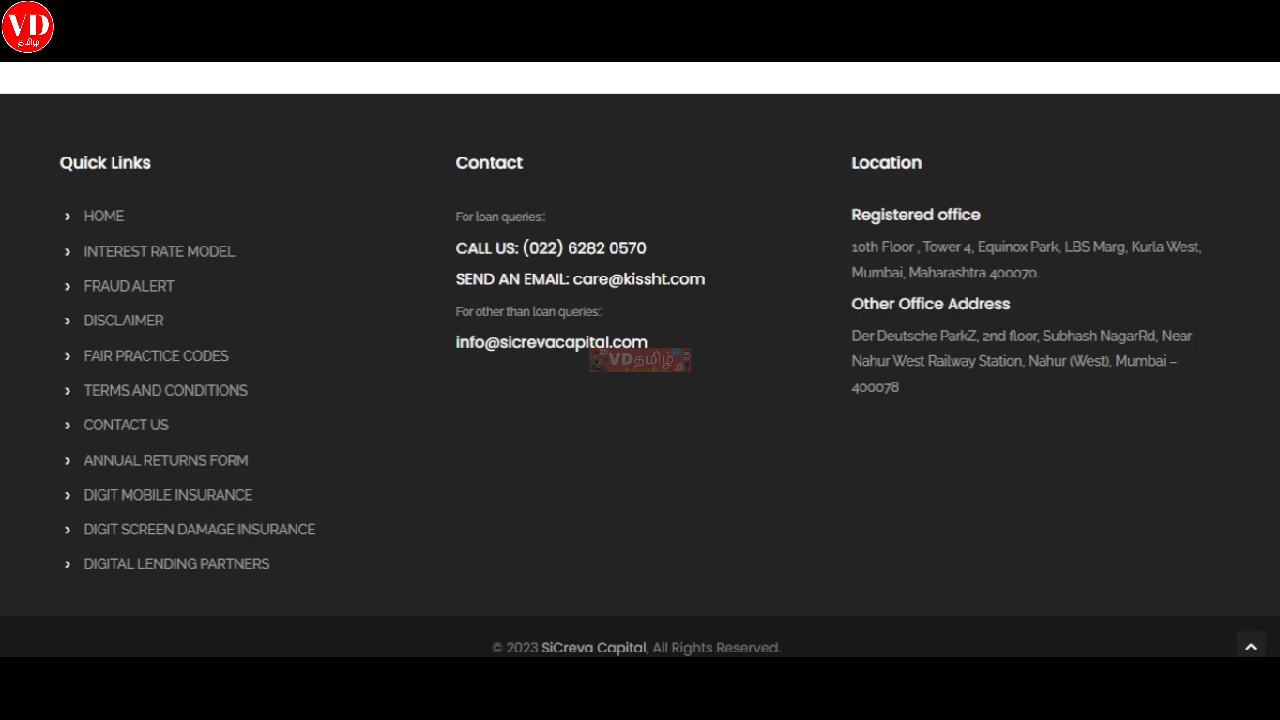 VD
தமிழ்
Quick Links
› HOME
› INTEREST RATE MODEL
› FRAUD ALERT
› DISCLAIMER
› FAIR PRACTICE CODES
› TERMS AND CONDITIONS
› CONTACT US
› ANNUAL RETURNS FORM
› DIGIT MOBILE INSURANCE
› DIGIT SCREEN DAMAGE INSURANCE
› DIGITAL LENDING PARTNERS
Contact
For loan queries::
CALL US: (022) 6282 0570
SEND AN EMAIL: care@kissht.com
For other than loan queries::
info@sicrevacapital.com
VDதமிழ்
Location
Registered office
10th Floor , Tower 4, Equinox Park, LBS Marg, Kurla West,
Mumbai, Maharashtra 400070.
Other Office Address
Der Deutsche ParkZ, 2nd floor, Subhash NagarRd, Near
Nahur West Railway Station, Nahur (West), Mumbai –
400078
© 2023 SiCreva Capital, All Rights Reserved.